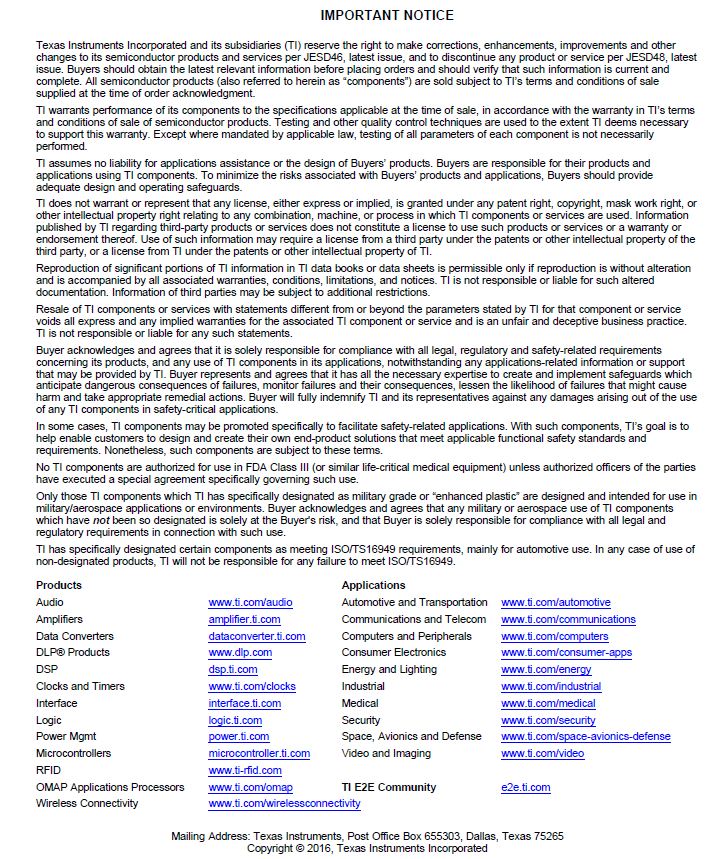 IMPORTANT NOTICE
Texas Instruments Incorporated and its subsidiaries (TI) reserve the right to make corrections, enhancements, improvements and other
changes to its semiconductor products and services per JESD46, latest issue, and to discontinue any product or service per JESD48, latest
issue. Buyers should obtain the latest relevant information before placing orders and should verify that such information is current and
complete. All semiconductor products (also referred to herein as “components”) are sold subject to TI’s terms and conditions of sale
supplied at the time of order acknowledgment.
TI warrants performance of its components to the specifications applicable at the time of sale, in accordance with the warranty in TI’s terms
and conditions of sale of semiconductor products. Testing and other quality control techniques are used to the extent TI deems necessary
to support this warranty. Except where mandated by applicable law, testing of all parameters of each component is not necessarily
performed.
TI assumes no liability for applications assistance or the design of Buyers’ products. Buyers are responsible for their products and
applications using TI components. To minimize the risks associated with Buyers’ products and applications, Buyers should provide
adequate design and operating safeguards.
TI does not warrant or represent that any license, either express or implied, is granted under any patent right, copyright, mask work right, or
other intellectual property right relating to any combination, machine, or process in which TI components or services are used. Information
published by TI regarding third-party products or services does not constitute a license to use such products or services or a warranty or
endorsement thereof. Use of such information may require a license from a third party under the patents or other intellectual property of the
third party, or a license from TI under the patents or other intellectual property of TI.
Reproduction of significant portions of TI information in TI data books or data sheets is permissible only if reproduction is without alteration
and is accompanied by all associated warranties, conditions, limitations, and notices. TI is not responsible or liable for such altered
documentation. Information of third parties may be subject to additional restrictions.
Resale of TI components or services with statements different from or beyond the parameters stated by TI for that component or service
voids all express and any implied warranties for the associated TI component or service and is an unfair and deceptive business practice.
TI is not responsible or liable for any such statements.
Buyer acknowledges and agrees that it is solely responsible for compliance with all legal, regulatory and safety-related requirements
concerning its products, and any use of TI components in its applications, notwithstanding any applications-related information or support
that may be provided by TI. Buyer represents and agrees that it has all the necessary expertise to create and implement safeguards which
anticipate dangerous consequences of failures, monitor failures and their consequences, lessen the likelihood of failures that might cause
harm and take appropriate remedial actions. Buyer will fully indemnify TI and its representatives against any damages arising out of the use
of any TI components in safety-critical applications.
In some cases, TI components may be promoted specifically to facilitate safety-related applications. With such components, TI’s goal is to
help enable customers to design and create their own end-product solutions that meet applicable functional safety standards and
requirements. Nonetheless, such components are subject to these terms.
No TI components are authorized for use in FDA Class III (or similar life-critical medical equipment) unless authorized officers of the parties
have executed a special agreement specifically governing such use.
Only those TI components which TI has specifically designated as military grade or “enhanced plastic” are designed and intended for use in
military/aerospace applications or environments. Buyer acknowledges and agrees that any military or aerospace use of TI components
which have not been so designated is solely at the Buyer's risk, and that Buyer is solely responsible for compliance with all legal and
regulatory requirements in connection with such use.
TI has specifically designated certain components as meeting ISO/TS16949 requirements, mainly for automotive use. In any case of use of
non-designated products, TI will not be responsible for any failure to meet ISO/TS16949.
Products Applications
Audio www.ti.com/audio Automotive and Transportation www.ti.com/automotive
Amplifiers amplifier.ti.com Communications and Telecom www.ti.com/communications
Data Converters dataconverter.ti.com Computers and Peripherals www.ti.com/computers
DLP® Products www.dlp.com Consumer Electronics www.ti.com/consumer-apps
DSP dsp.ti.com Energy and Lighting www.ti.com/energy
Clocks and Timers www.ti.com/clocks Industrial www.ti.com/industrial
Interface interface.ti.com Medical www.ti.com/medical
Logic logic.ti.com Security www.ti.com/security
Power Mgmt power.ti.com Space, Avionics and Defense www.ti.com/space-avionics-defense
Microcontrollers microcontroller.ti.com Video and Imaging www.ti.com/video
RFID www.ti-rfid.com
OMAP Applications Processors www.ti.com/omap TI E2E Community e2e.ti.com
Wireless Connectivity www.ti.com/wirelessconnectivity
Mailing Address: Texas Instruments, Post Office Box 655303, Dallas, Texas 75265
Copyright © 2016, Texas Instruments Incorporated